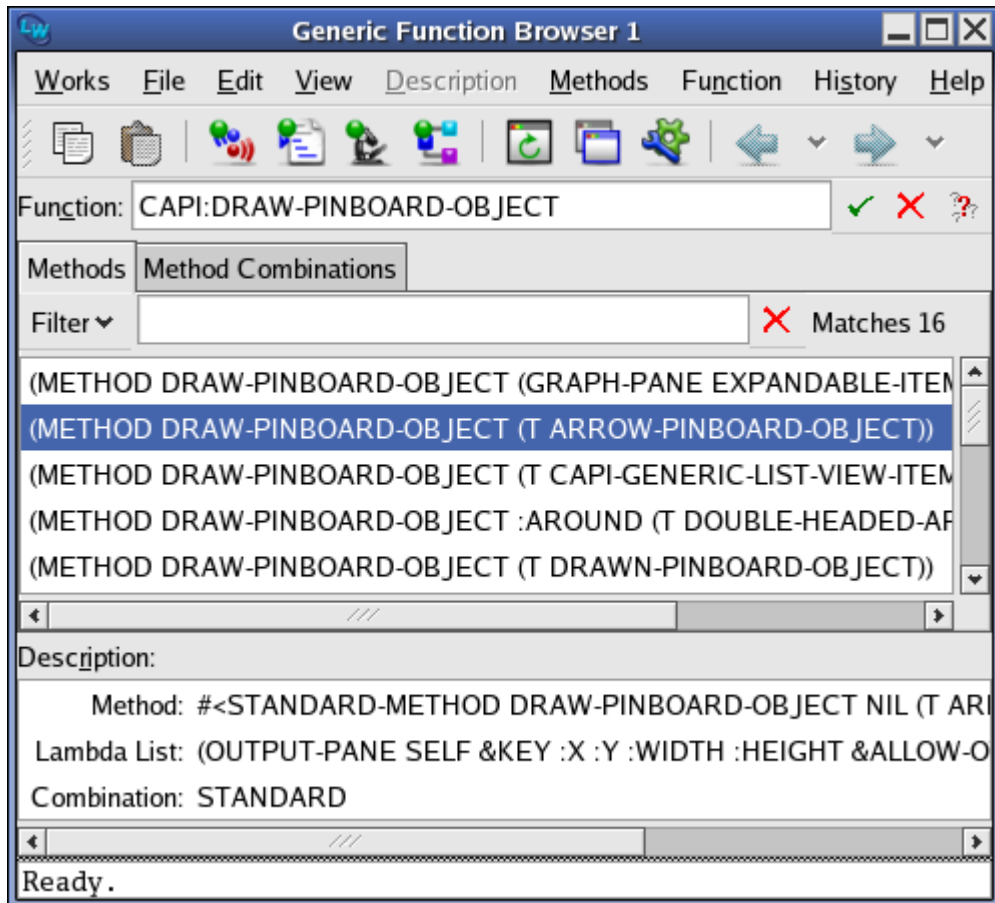 LW Generic Function Browser 1
Works File Edit View Description Methods Function History Help
Function: CAPI:DRAW-PINBOARD-OBJECT
Methods Method Combinations
Filter Matches 16
(METHOD DRAW-PINBOARD-OBJECT (GRAPH-PANE EXPANDABLE-ITEM
(METHOD DRAW-PINBOARD-OBJECT (T ARROW-PINBOARD-OBJECT))
(METHOD DRAW-PINBOARD-OBJECT (T CAPI-GENERIC-LIST-VIEW-ITEM
(METHOD DRAW-PINBOARD-OBJECT :AROUND (T DOUBLE-HEADED-AR
(METHOD DRAW-PINBOARD-OBJECT (T DRAWN-PINBOARD-OBJECT))
Description:
Method: #<STANDARD-METHOD DRAW-PINBOARD-OBJECT NIL (T ARR
Lambda List: (OUTPUT-PANE SELF &KEY :X :Y :WIDTH :HEIGHT &ALLOW-O
Combination: STANDARD
Ready.